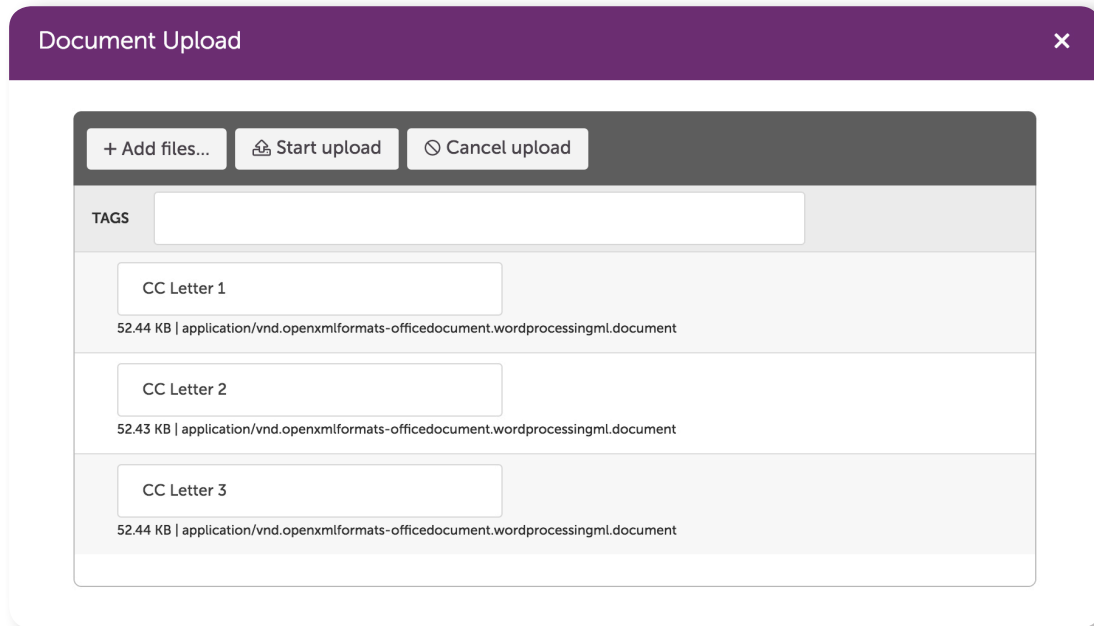 Document Upload
+ Add files...
Start upload
Cancel upload
TAGS
CC Letter 1
52.44 KB | application/vnd.openxmlformats-officedocument.wordprocessingml.document
CC Letter 2
52.43 KB | application/vnd.openxmlformats-officedocument.wordprocessingml.document
CC Letter 3
52.44 KB | application/vnd.openxmlformats-officedocument.wordprocessingml.document